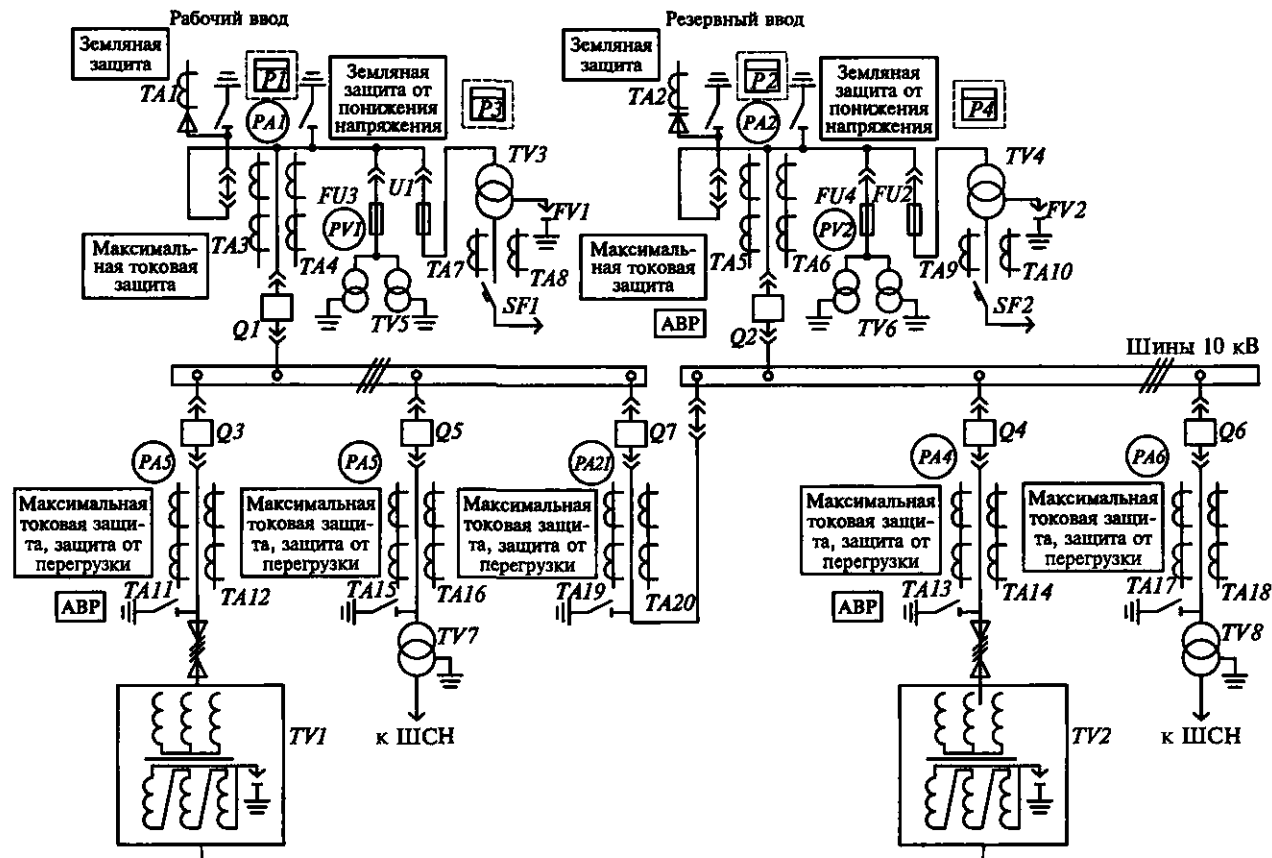 Рабочий ввод
Резервный ввод
Земляная
защита
TA1
P1
PA1
Земляная
защита от
понижения
напряжения
P3
TV3
FU3
PV1
U1
FV1
TA3
TA4
TA7
TA8
Максималь-
ная токовая
защита
Q1
TV5
SF1
Земляная
защита
TA2
P2
PA2
Земляная
защита от
понижения
напряжения
P4
TV4
FU4
FU2
PV2
FV2
TA5
TA6
TA9
TA10
Максималь-
ная токовая
защита
АВР
Q2
TV6
SF2
Шины 10 кВ
Q3
Q5
Q7
Q4
Q6
PA5
PA5
PA21
PA4
PA6
Максимальная
токовая защи-
та, защита от
перегрузки
Максимальная
токовая защи-
та, защита от
перегрузки
Максимальная
токовая защи-
та, защита от
перегрузки
Максимальная
токовая защи-
та, защита от
перегрузки
Максимальная
токовая защи-
та, защита от
перегрузки
TA11
TA12
TA15
TA16
TA19
TA20
TA13
TA14
TA17
TA18
АВР
АВР
TV7
TV8
TV1
к ШСН
TV2
к ШСН